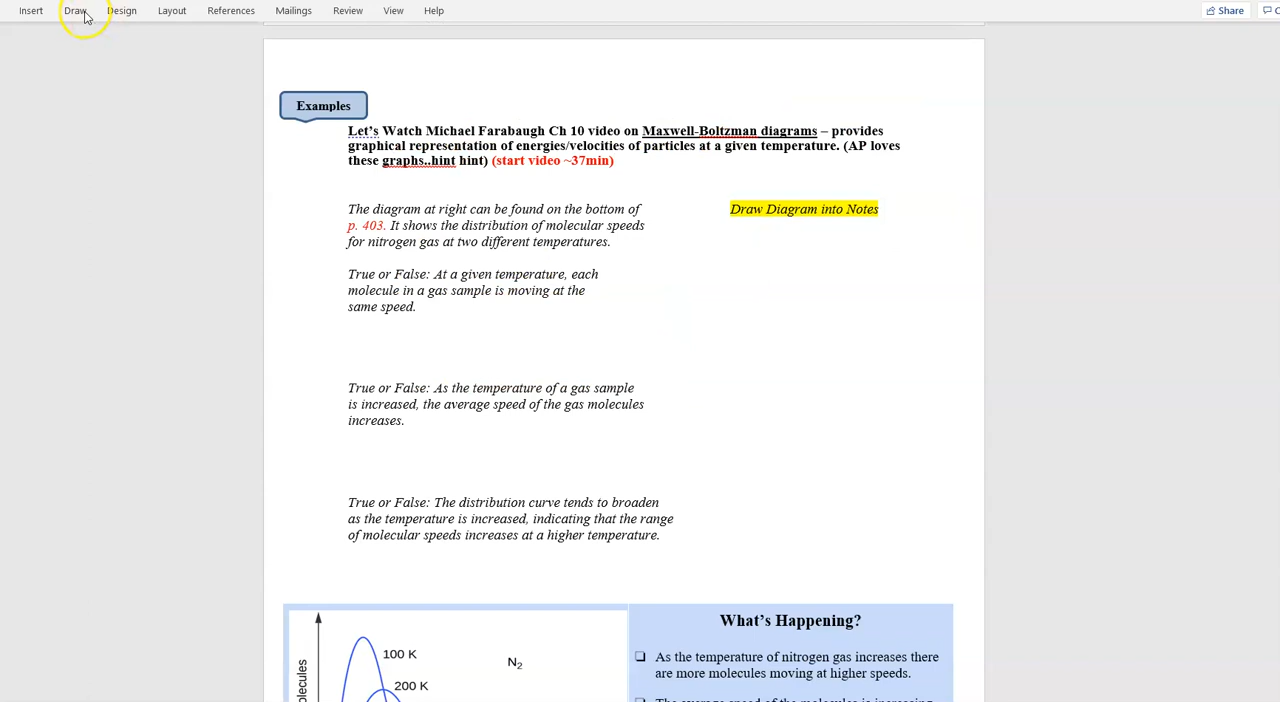 Insert Draw Design Layout References Mailings Review View Help Share
Examples
Let's Watch Michael Farabaugh Ch 10 video on Maxwell-Boltzman diagrams – provides
graphical representation of energies/velocities of particles at a given temperature. (AP loves
these graphs..hint hint) (start video ~37min)
The diagram at right can be found on the bottom of
p. 403. It shows the distribution of molecular speeds
for nitrogen gas at two different temperatures.
Draw Diagram into Notes
True or False: At a given temperature, each
molecule in a gas sample is moving at the
same speed.
True or False: As the temperature of a gas sample
is increased, the average speed of the gas molecules
increases.
True or False: The distribution curve tends to broaden
as the temperature is increased, indicating that the range
of molecular speeds increases at a higher temperature.
100 K
N₂
200 K
What's Happening?
❑ As the temperature of nitrogen gas increases there
are more molecules moving at higher speeds.
❑ The average speed of the molecules is increasing